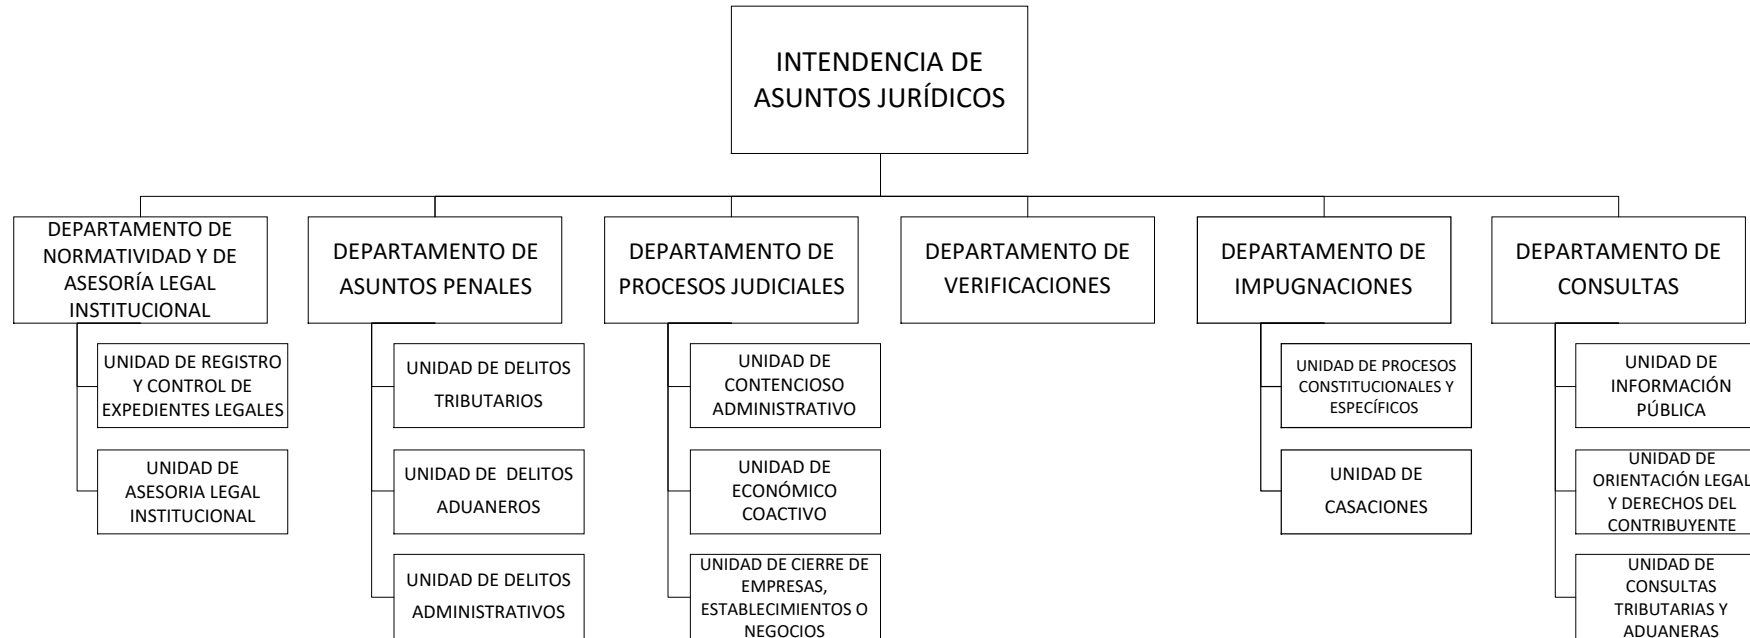 INTENDENCIA DE
ASUNTOS JURÍDICOS
DEPARTAMENTO DE
NORMATIVIDAD Y DE
ASESORÍA LEGAL
INSTITUCIONAL
DEPARTAMENTO DE
ASUNTOS PENALES
DEPARTAMENTO DE
PROCESOS JUDICIALES
DEPARTAMENTO DE
VERIFICACIONES
DEPARTAMENTO DE
IMPUGNACIONES
DEPARTAMENTO DE
CONSULTAS
UNIDAD DE REGISTRO
Y CONTROL DE
EXPEDIENTES LEGALES
UNIDAD DE
ASESORIA LEGAL
INSTITUCIONAL
UNIDAD DE DELITOS
TRIBUTARIOS
UNIDAD DE DELITOS
ADUANEROS
UNIDAD DE DELITOS
ADMINISTRATIVOS
UNIDAD DE
CONTENCIOSO
ADMINISTRATIVO
UNIDAD DE
ECONÓMICO
COACTIVO
UNIDAD DE CIERRE DE
EMPRESAS,
ESTABLECIMIENTOS O
NEGOCIOS
UNIDAD DE PROCESOS
CONSTITUCIONALES Y
ESPECÍFICOS
UNIDAD DE
CASACIONES
UNIDAD DE
INFORMACIÓN
PÚBLICA
UNIDAD DE
ORIENTACIÓN LEGAL
Y DERECHOS DEL
CONTRIBUYENTE
UNIDAD DE
CONSULTAS
TRIBUTARIAS Y
ADUANERAS